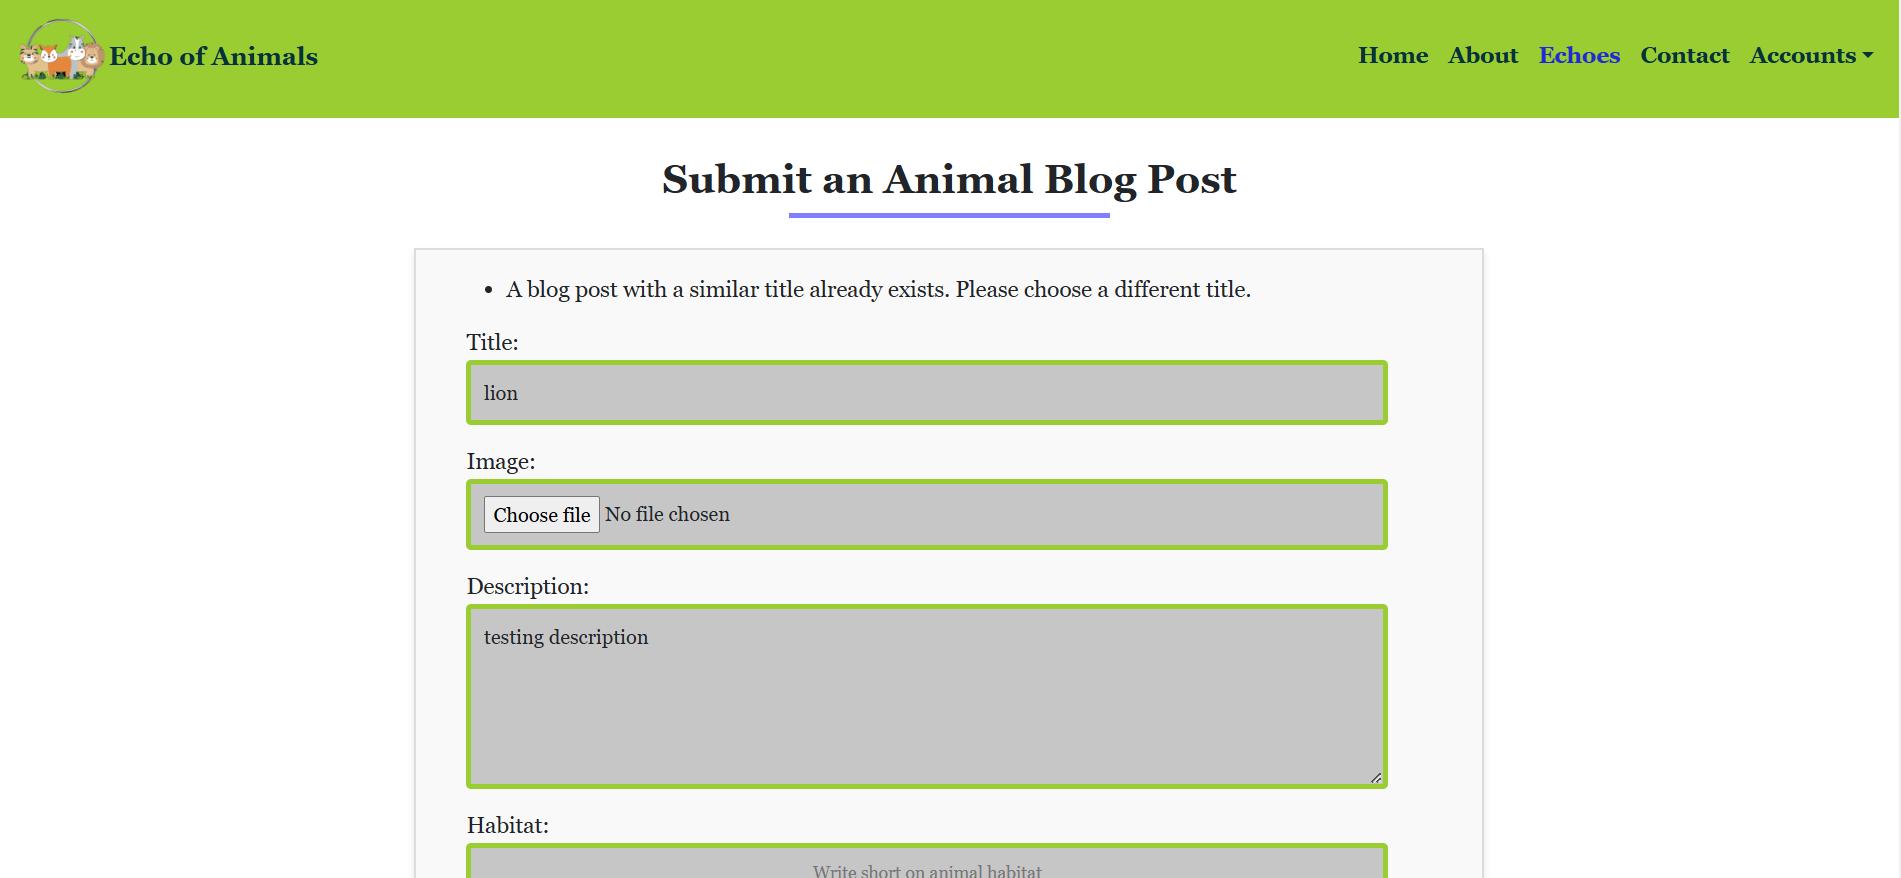 Echo of Animals
Home About Echoes Contact Accounts
Submit an Animal Blog Post
• A blog post with a similar title already exists. Please choose a different title.
Title:
lion
Image:
Choose file No file chosen
Description:
testing description
Habitat:
Write short on animal habitat